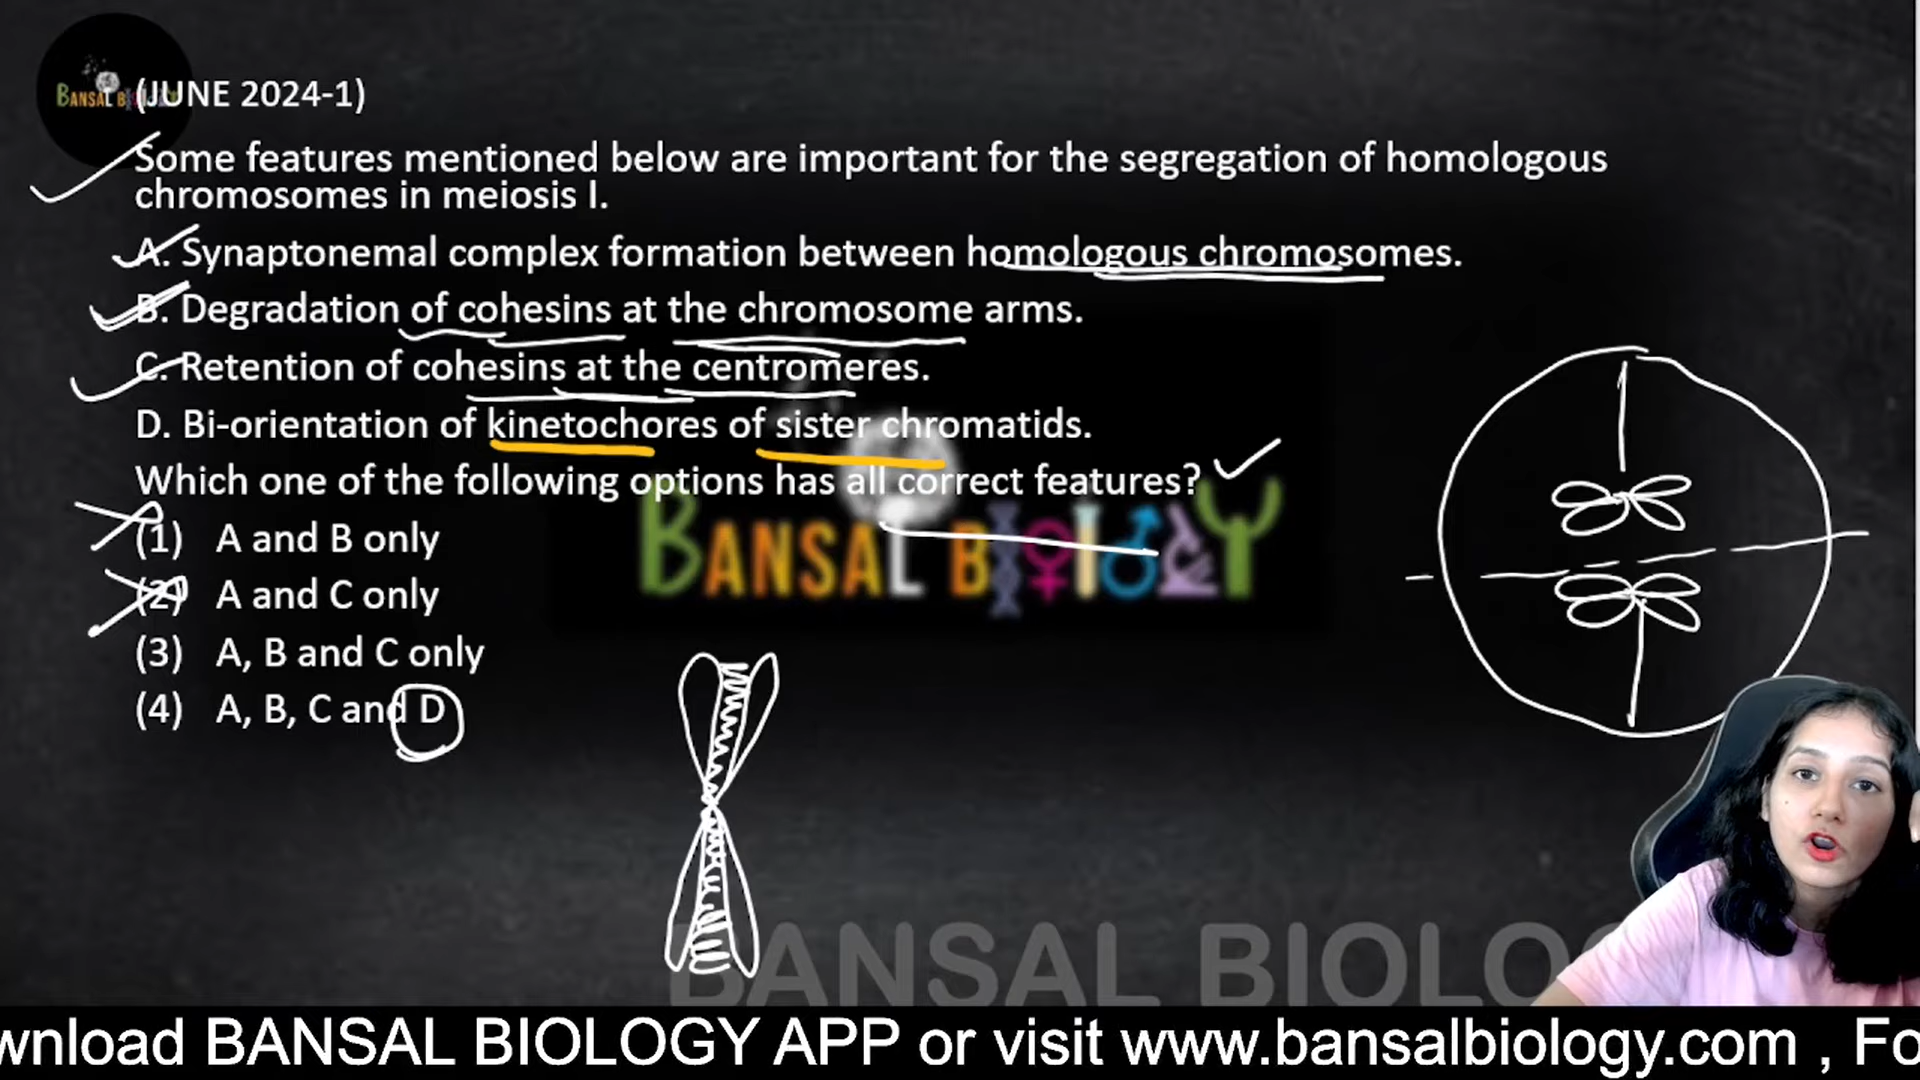 BANSAL B
(JUNE 2024-1)
Some features mentioned below are important for the segregation of homologous
chromosomes in meiosis I.
A. Synaptonemal complex formation between homologous chromosomes.
B. Degradation of cohesins at the chromosome arms.
C. Retention of cohesins at the centromeres.
D. Bi-orientation of kinetochores of sister chromatids.
Which one of the following options has all correct features?
(1) A and B only
(2) A and C only
(3) A, B and C only
(4) A, B, C and D
BANSAL BIOLOGY
BANSAL BIOLO
wnload BANSAL BIOLOGY APP or visit www.bansalbiology.com , Fo